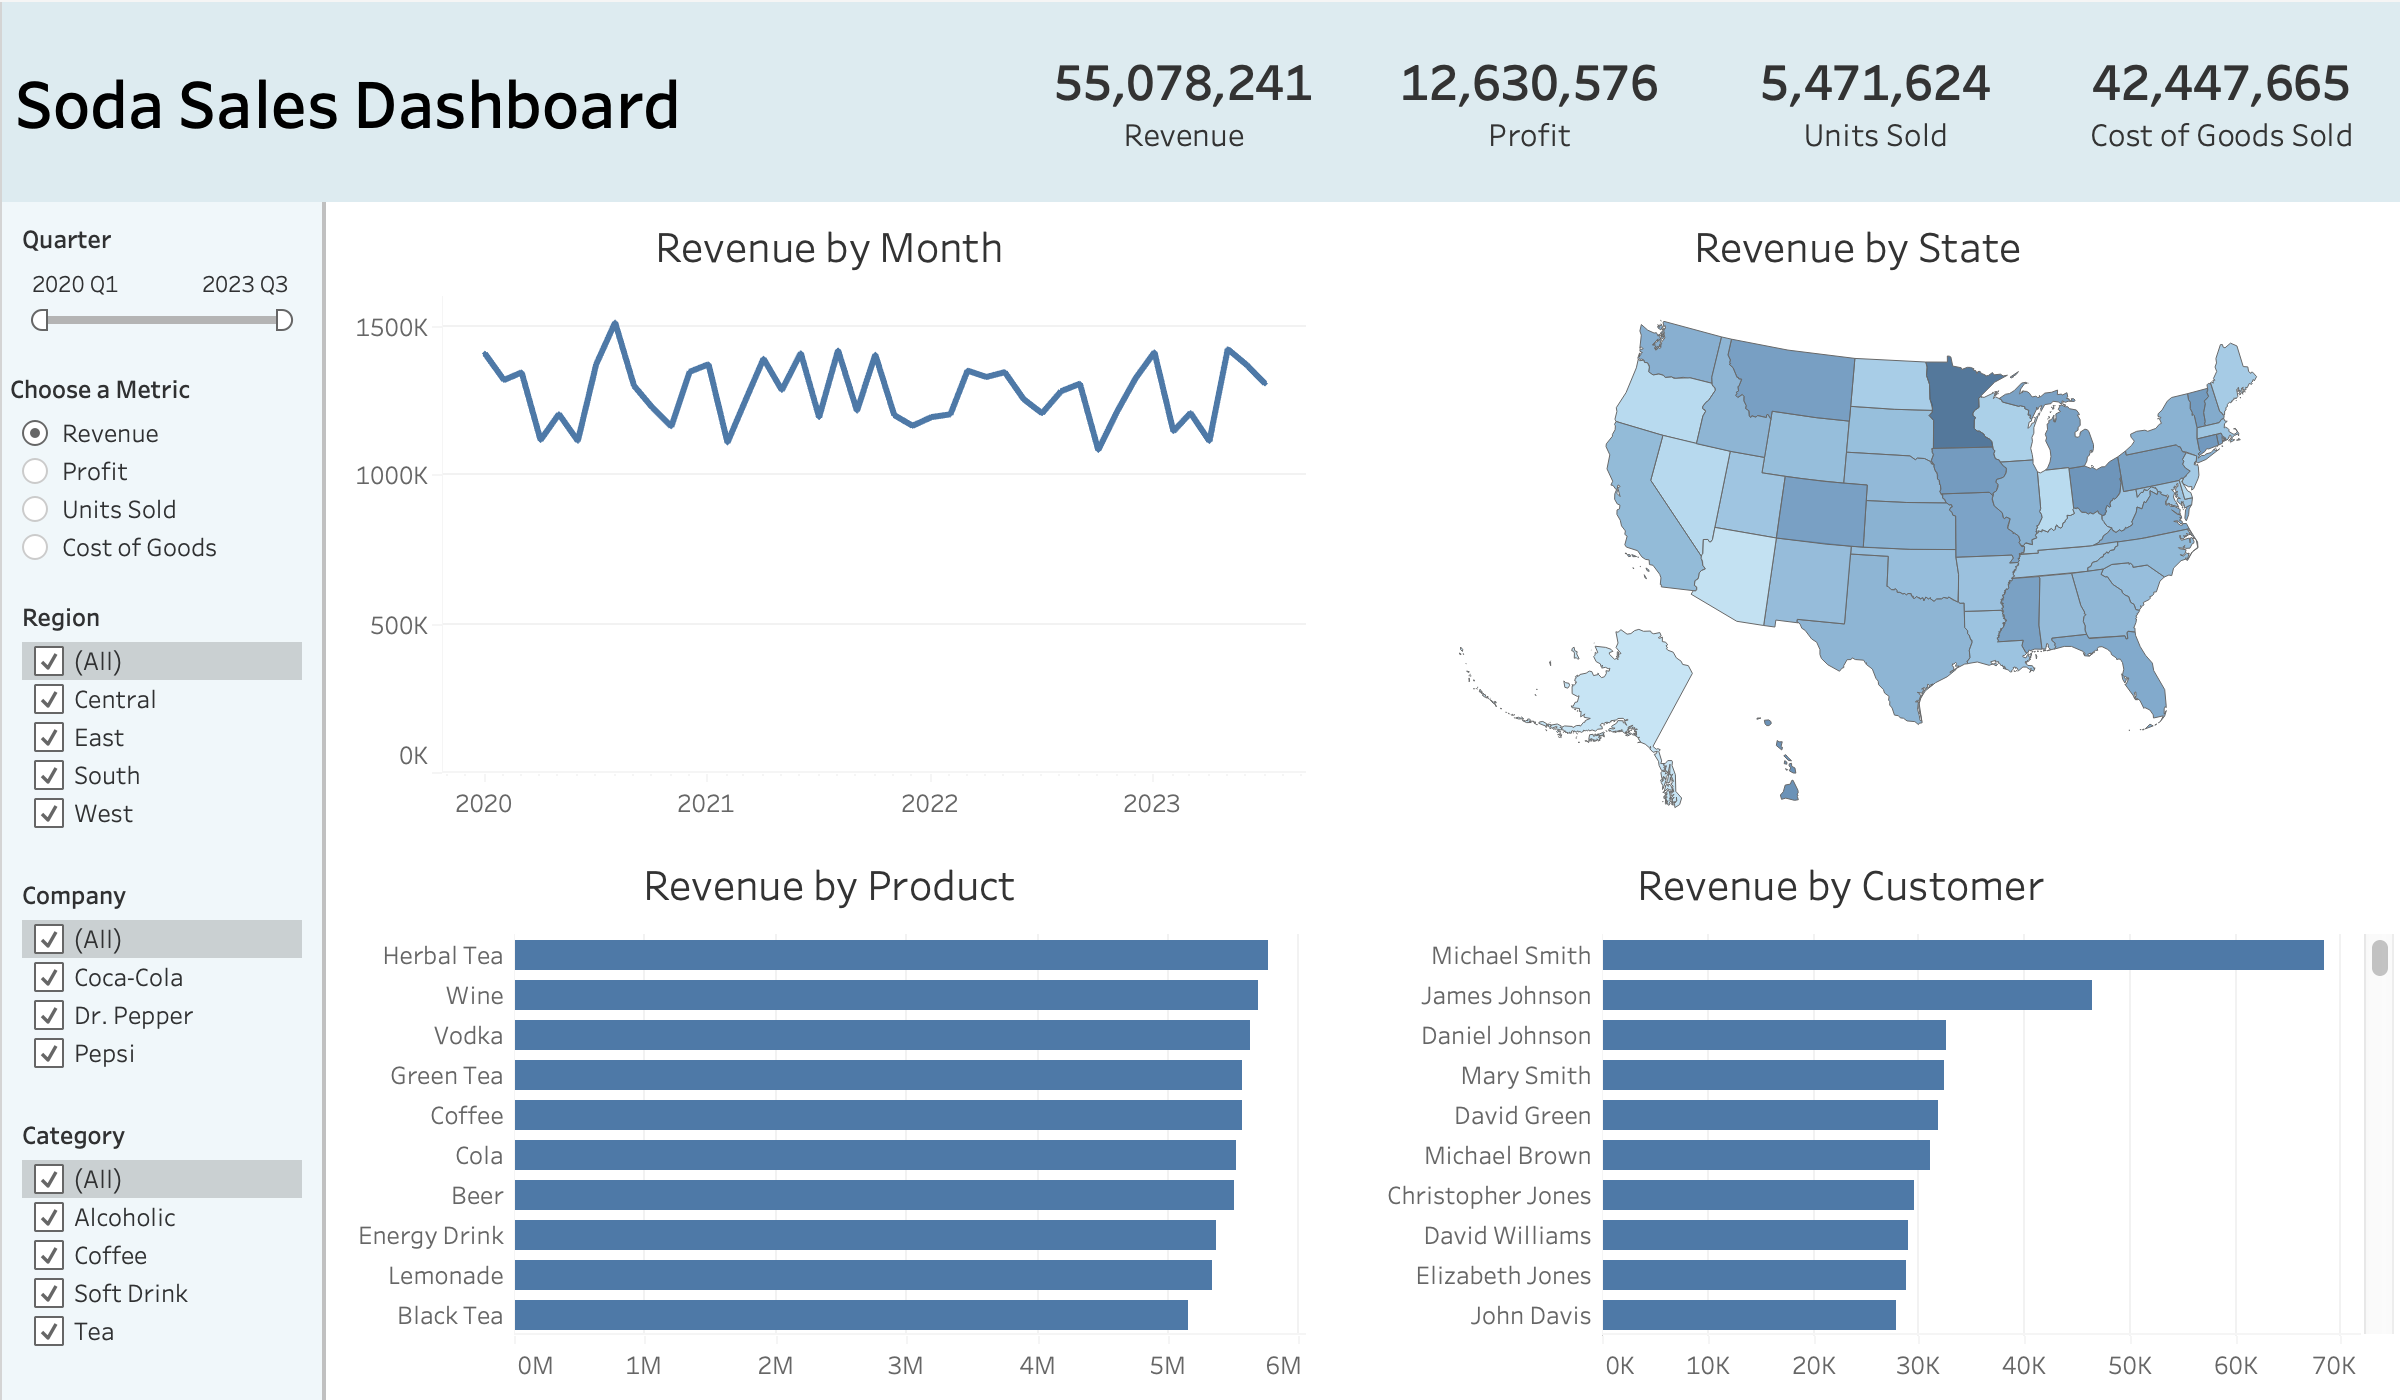 Soda Sales Dashboard
55,078,241
Revenue
12,630,576
Profit
5,471,624
Units Sold
42,447,665
Cost of Goods Sold
Quarter
2020 Q1 2023 Q3
Choose a Metric
Revenue
Profit
Units Sold
Cost of Goods
Region
(All)
Central
East
South
West
Company
(All)
Coca-Cola
Dr. Pepper
Pepsi
Category
(All)
Alcoholic
Coffee
Soft Drink
Tea
Revenue by Month
1500K
1000K
500K
0K
2020 2021 2022 2023
Revenue by State
Revenue by Product
Herbal Tea
Wine
Vodka
Green Tea
Coffee
Cola
Beer
Energy Drink
Lemonade
Black Tea
0M 1M 2M 3M 4M 5M 6M
Revenue by Customer
Michael Smith
James Johnson
Daniel Johnson
Mary Smith
David Green
Michael Brown
Christopher Jones
David Williams
Elizabeth Jones
John Davis
0K 10K 20K 30K 40K 50K 60K 70K